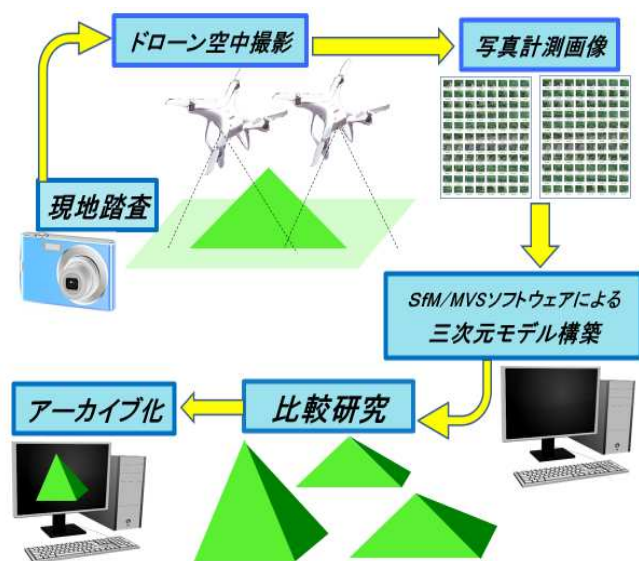 ドローン空中撮影
写真計測画像
現地踏査
SfM/MVSソフトウェアによる
三次元モデル構築
比較研究
アーカイブ化